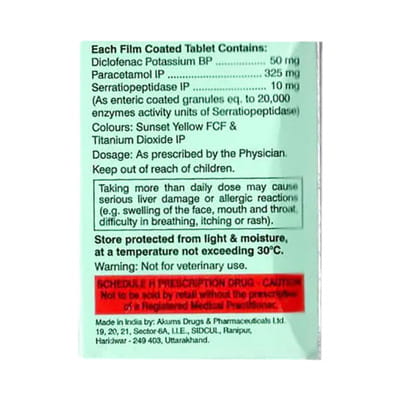 Each Film Coated Tablet Contains:
Diclofenac Potassium BP .............. 50 mg
Paracetamol IP ............................ 325 mg
Serratiopeptidase IP ..................... 10 mg
(As enteric coated granules eq. to 20,000
enzymes activity units of Serratiopeptidase)
Colours: Sunset Yellow FCF &
Titanium Dioxide IP
Dosage: As prescribed by the Physician.
Keep out of reach of children.
Taking more than daily dose may cause
serious liver damage or allergic reactions
(e.g. swelling of the face, mouth and throat,
difficulty in breathing, itching or rash).
Store protected from light & moisture,
at a temperature not exceeding 30°C.
Warning: Not for veterinary use.
SCHEDULE H PRESCRIPTION DRUG - CAUTION
Not to be sold by retail without the prescription
of a Registered Medical Practitioner.
Made in India by: Akums Drugs & Pharmaceuticals Ltd.
19, 20, 21, Sector-6A, I.I.E., SIDCUL, Ranipur,
Haridwar - 249 403, Uttarakhand.